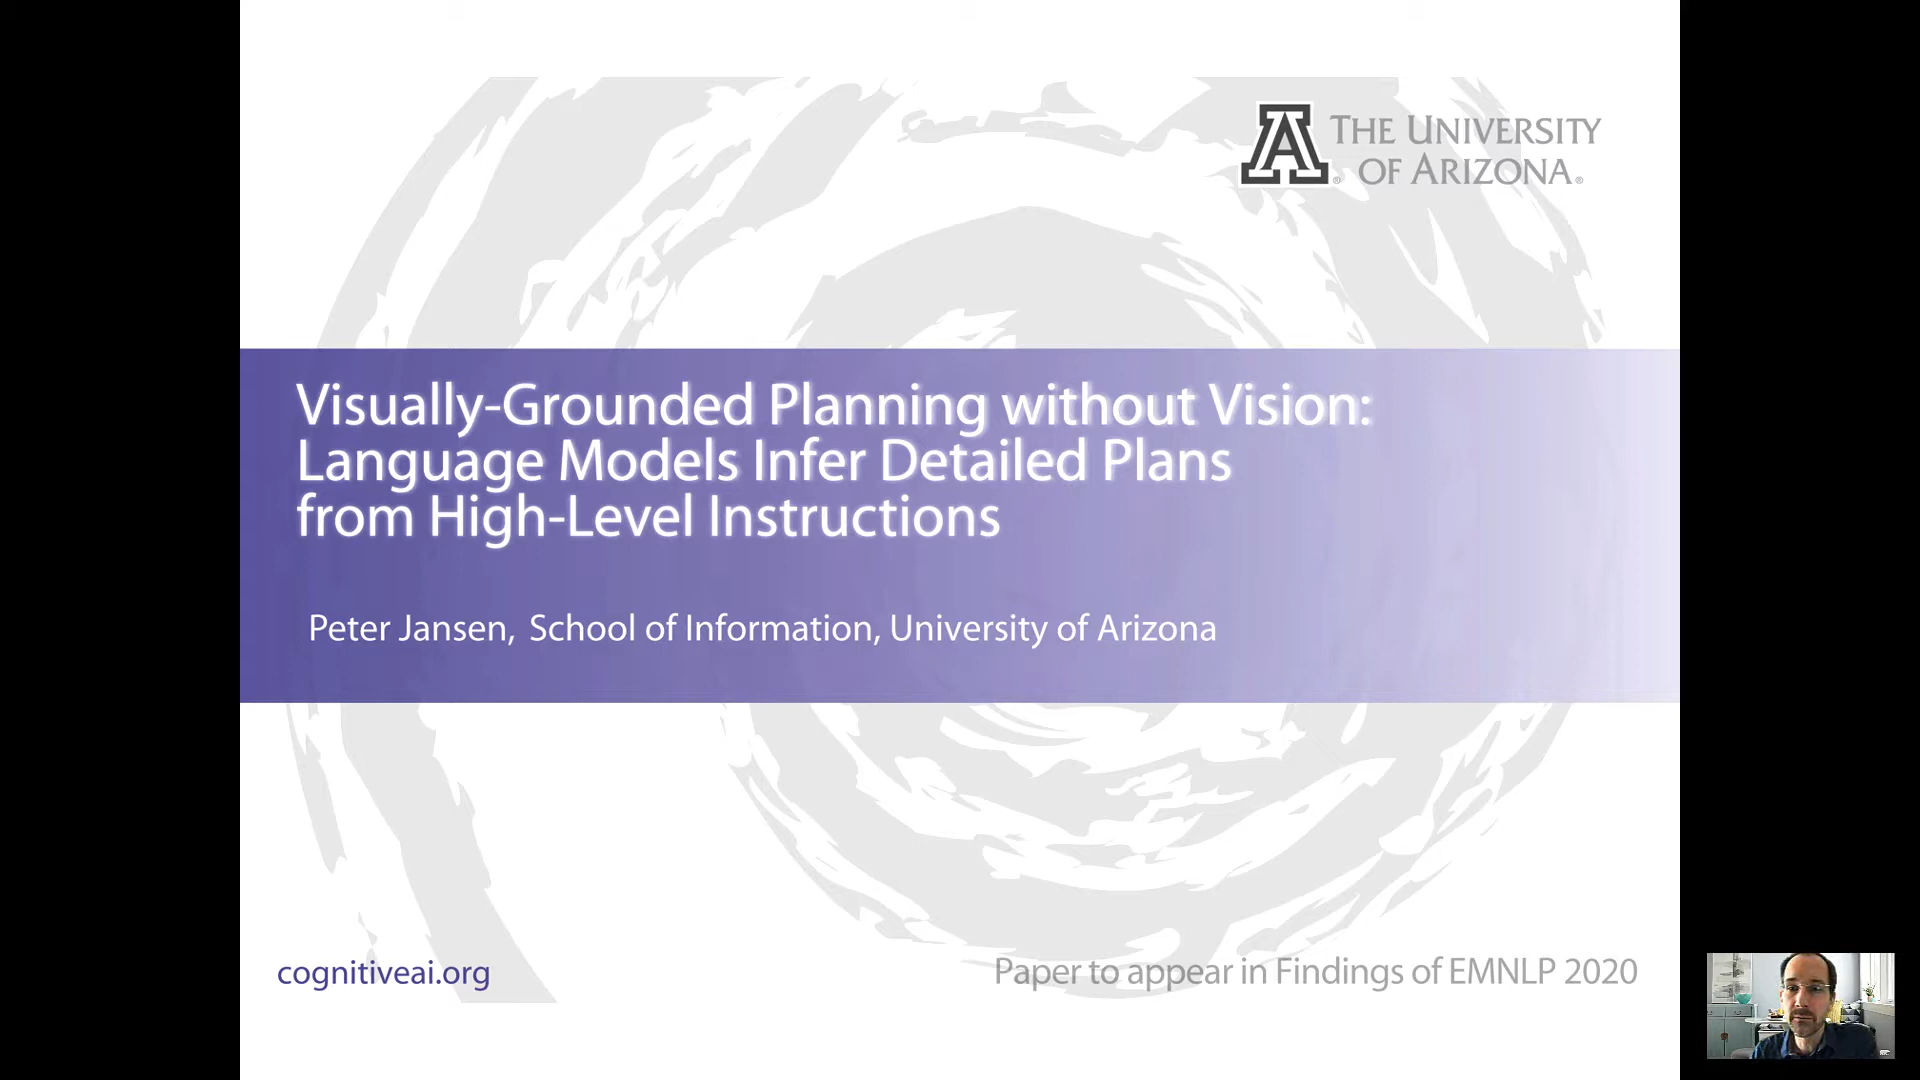 THE UNIVERSITY
OF ARIZONA®
Visually-Grounded Planning without Vision:
Language Models Infer Detailed Plans
from High-Level Instructions
Peter Jansen, School of Information, University of Arizona
cognitiveai.org
Paper to appear in Findings of EMNLP 2020